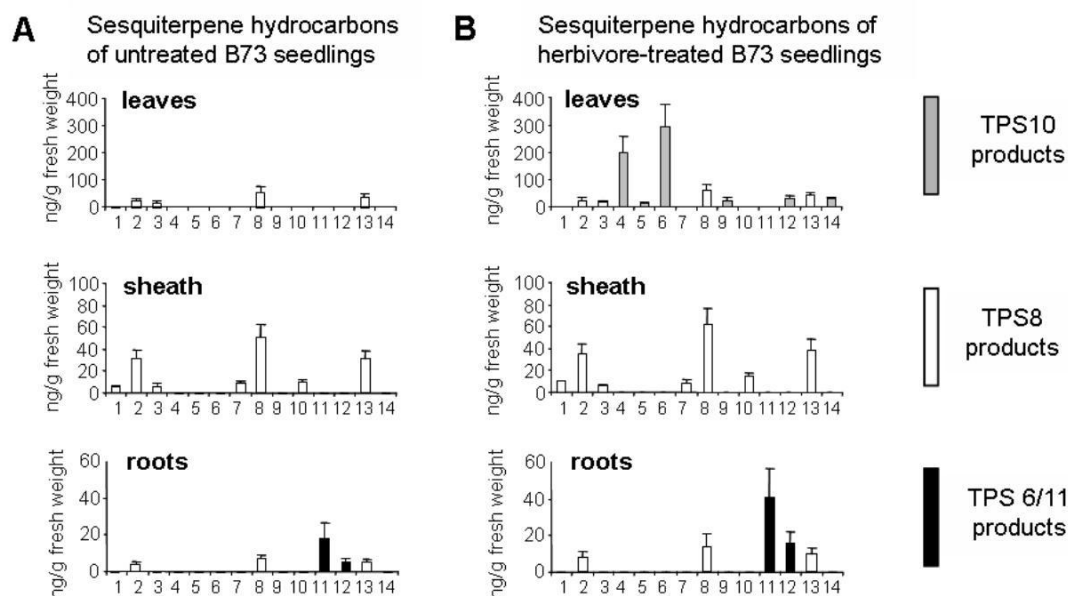 A
Sesquiterpene hydrocarbons
of untreated B73 seedlings
B
Sesquiterpene hydrocarbons of
herbivore-treated B73 seedlings
ng/g fresh weight
leaves
400
300
200
100
0
1 2 3 4 5 6 7 8 9 10 11 12 13 14
ng/g fresh weight
leaves
400
300
200
100
0
1 2 3 4 5 6 7 8 9 10 11 12 13 14
TPS10
products
ng/g fresh weight
sheath
100
80
60
40
20
0
1 2 3 4 5 6 7 8 9 10 11 12 13 14
ng/g fresh weight
sheath
100
80
60
40
20
0
1 2 3 4 5 6 7 8 9 10 11 12 13 14
TPS8
products
ng/g fresh weight
roots
60
40
20
0
1 2 3 4 5 6 7 8 9 10 11 12 13 14
ng/g fresh weight
roots
60
40
20
0
1 2 3 4 5 6 7 8 9 10 11 12 13 14
TPS 6/11
products